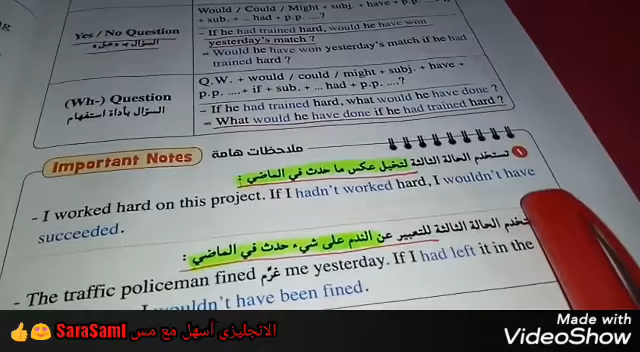 Would / Could / Might + subj. + have + p.p.
+ sub. + ... had + p.p. ....?
Yes / No Question
السؤال بـ «هل»
– If he had trained hard, would he have won
yesterday's match ?
= Would he have won yesterday's match if he had
trained hard ?
(Wh-) Question
السؤال بأداة استفهام
Q.W. + would / could / might + subj. + have +
p.p. ....+ if + sub. + ... had + p.p. ....?
– If he had trained hard, what would he have done ?
= What would he have done if he had trained hard ?
Important Notes ملاحظات هامة
١ تستخدم الحالة الثالثة لتخيل عكس ما حدث في الماضي :
- I worked hard on this project. If I hadn't worked hard, I wouldn't have
succeeded.
الحالة الثالثة للتعبير عن الندم على شيء حدث في الماضي :
- The traffic policeman fined غرَّم me yesterday. If I had left it in the
I wouldn't have been fined.
👍😍 SaraSamI الانجليزى أسهل مع مس
Made with
VideoShow